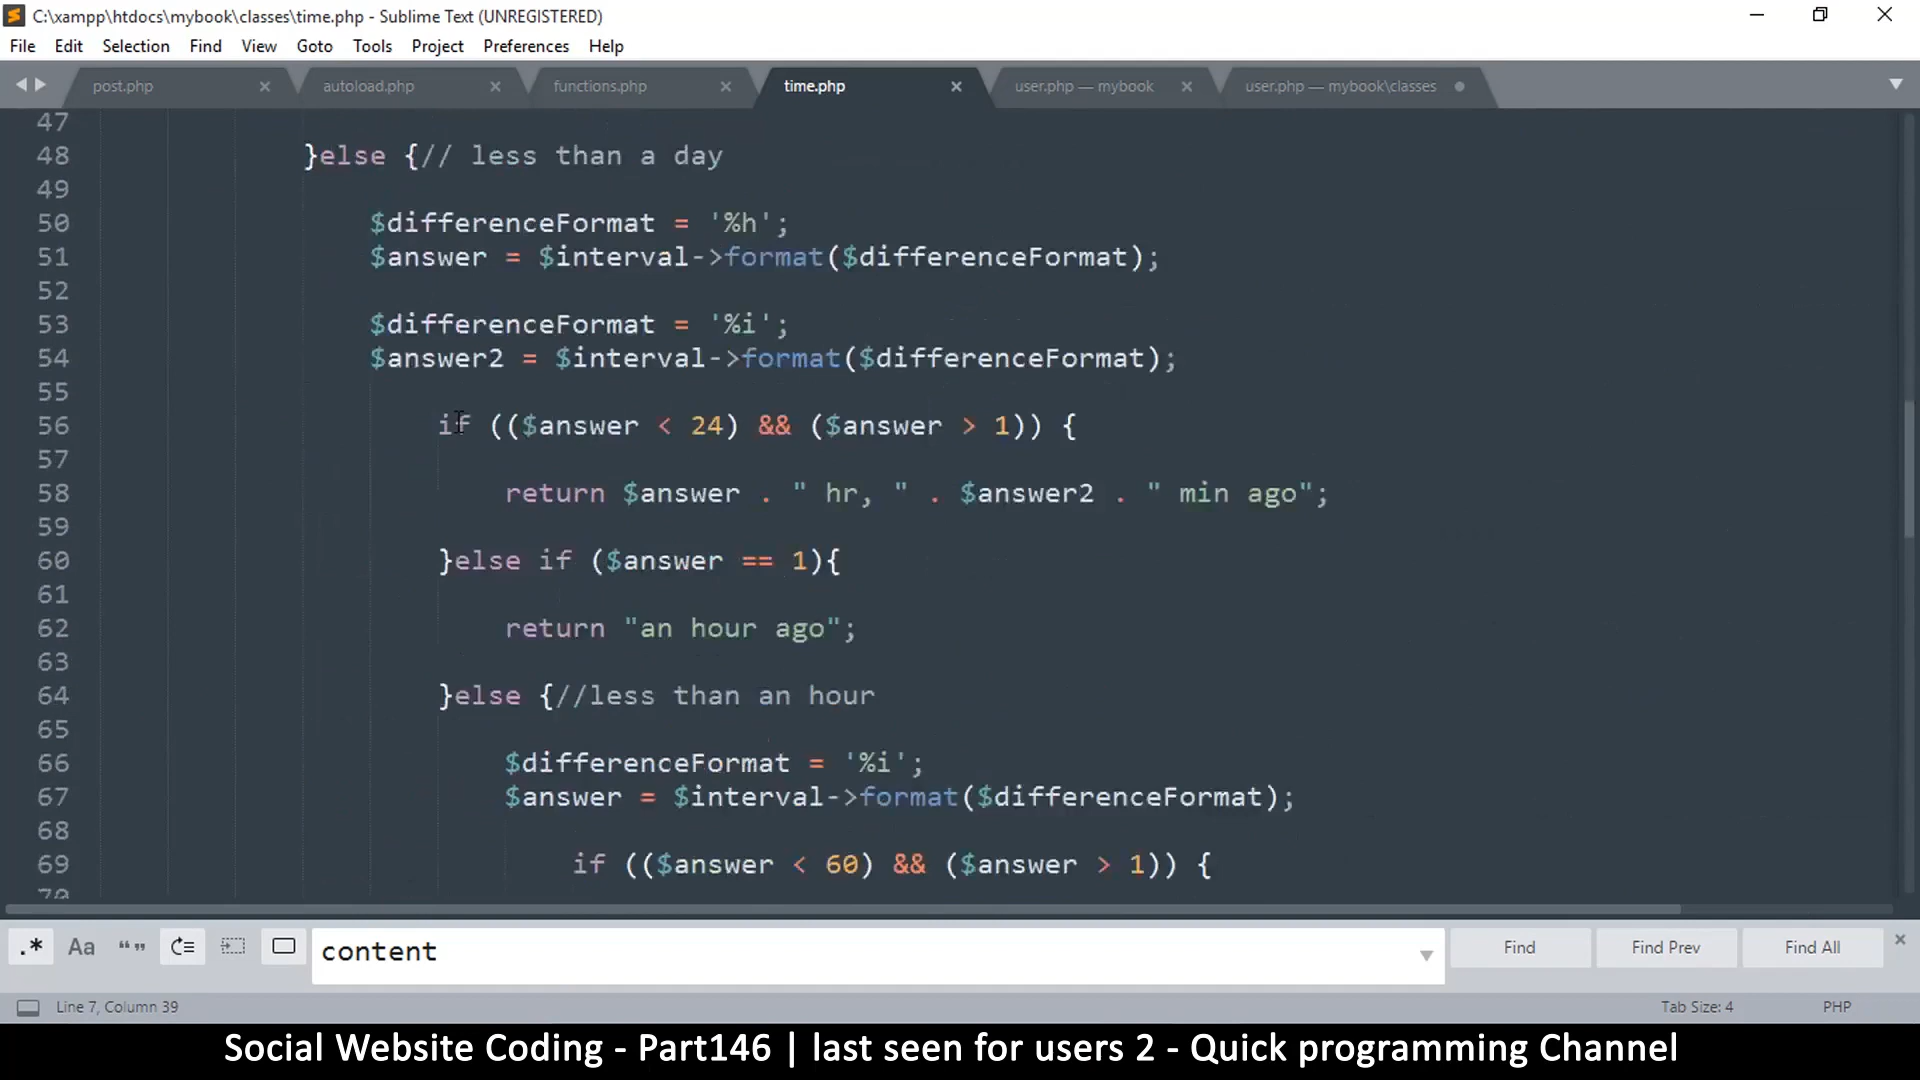 C:\xampp\htdocs\mybook\classes\time.php - Sublime Text (UNREGISTERED)
File Edit Selection Find View Goto Tools Project Preferences Help
post.php autoload.php functions.php time.php user.php — mybook user.php — mybook\classes
47
48 }else {// less than a day
49
50 $differenceFormat = '%h';
51 $answer = $interval->format($differenceFormat);
52
53 $differenceFormat = '%i';
54 $answer2 = $interval->format($differenceFormat);
55
56 if (($answer < 24) && ($answer > 1)) {
57
58 return $answer . " hr, " . $answer2 . " min ago";
59
60 }else if ($answer == 1){
61
62 return "an hour ago";
63
64 }else {//less than an hour
65
66 $differenceFormat = '%i';
67 $answer = $interval->format($differenceFormat);
68
69 if (($answer < 60) && ($answer > 1)) {
70
.* Aa “” content Find Find Prev Find All
Line 7, Column 39 Tab Size: 4 PHP
Social Website Coding - Part146 | last seen for users 2 - Quick programming Channel